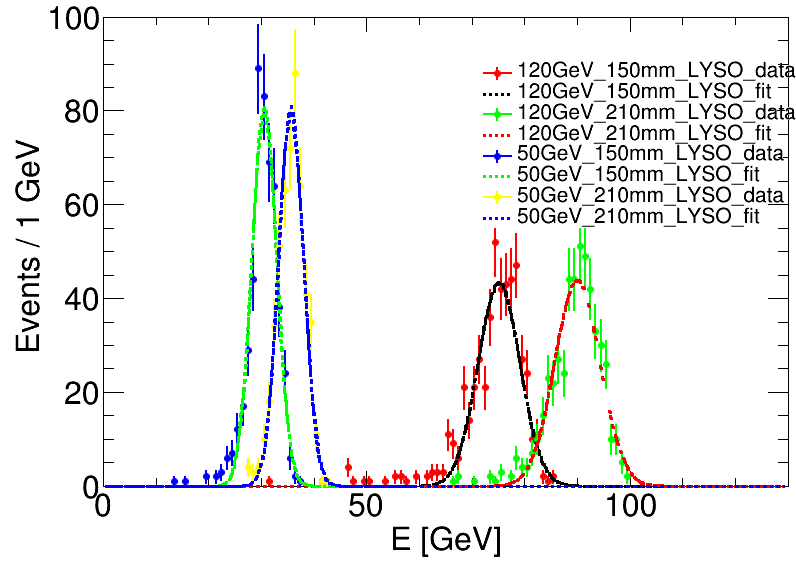 100
80
60
40
20
0
0
50
100
Events / 1 GeV
E [GeV]
120GeV_150mm_LYSO_data
120GeV_150mm_LYSO_fit
120GeV_210mm_LYSO_data
120GeV_210mm_LYSO_fit
50GeV_150mm_LYSO_data
50GeV_150mm_LYSO_fit
50GeV_210mm_LYSO_data
50GeV_210mm_LYSO_fit